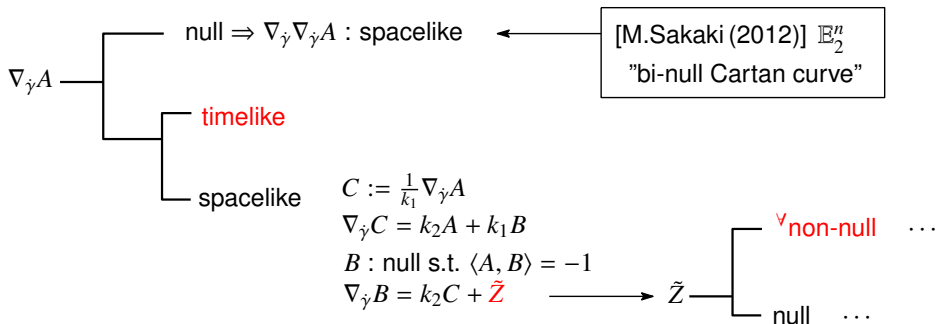 null ⇒ ∇_γ̇ ∇_γ̇ A : spacelike
[M.Sakaki (2012)] 𝔼₂ⁿ
"bi-null Cartan curve”
∇_γ̇ A
timelike
spacelike
C := 1/k₁ ∇_γ̇ A
∇_γ̇ C = k₂A + k₁B
B : null s.t. ⟨A, B⟩ = −1
∇_γ̇ B = k₂C + Z̃
Z̃
∀non-null ⋯
null ⋯